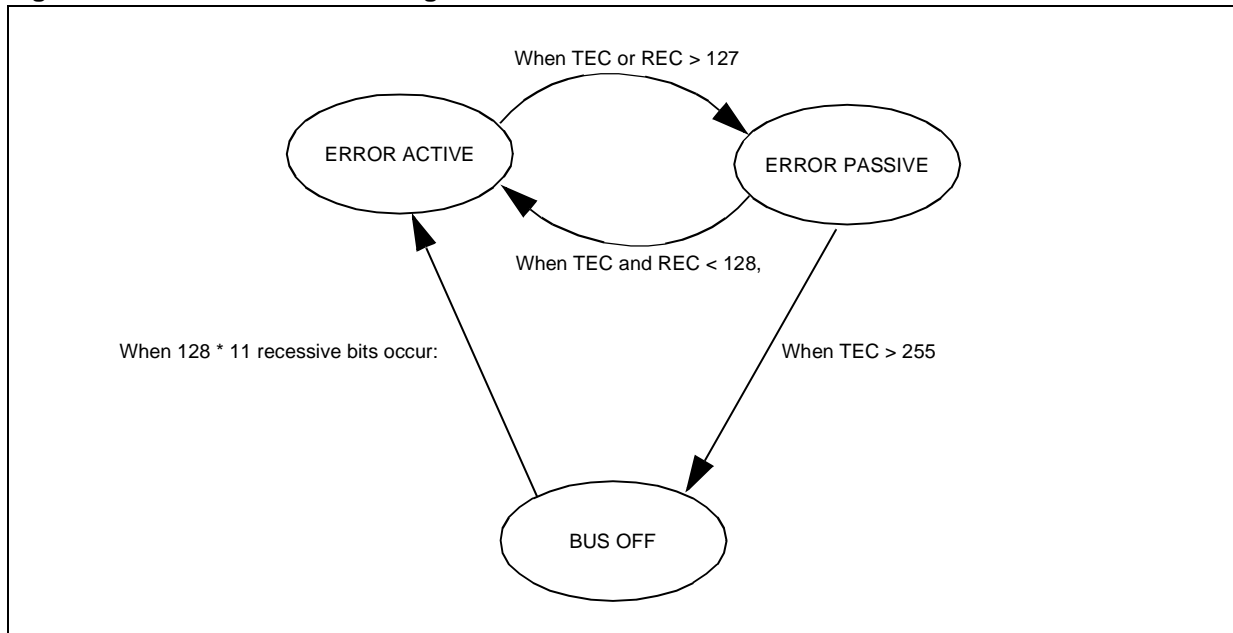 When TEC or REC > 127
ERROR ACTIVE
ERROR PASSIVE
When TEC and REC < 128,
When 128 * 11 recessive bits occur:
When TEC > 255
BUS OFF